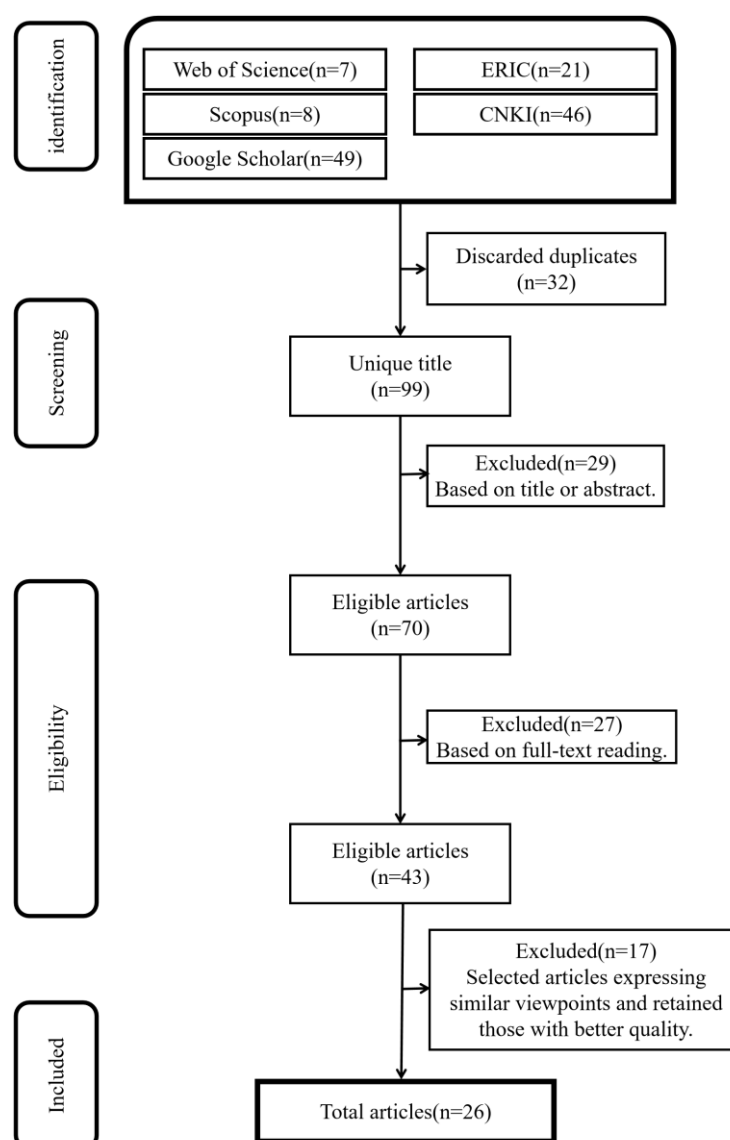 identification
Web of Science(n=7)
ERIC(n=21)
Scopus(n=8)
CNKI(n=46)
Google Scholar(n=49)
Discarded duplicates
(n=32)
Screening
Unique title
(n=99)
Excluded(n=29)
Based on title or abstract.
Eligibility
Eligible articles
(n=70)
Excluded(n=27)
Based on full-text reading.
Eligible articles
(n=43)
Excluded(n=17)
Selected articles expressing
similar viewpoints and retained
those with better quality.
Included
Total articles(n=26)